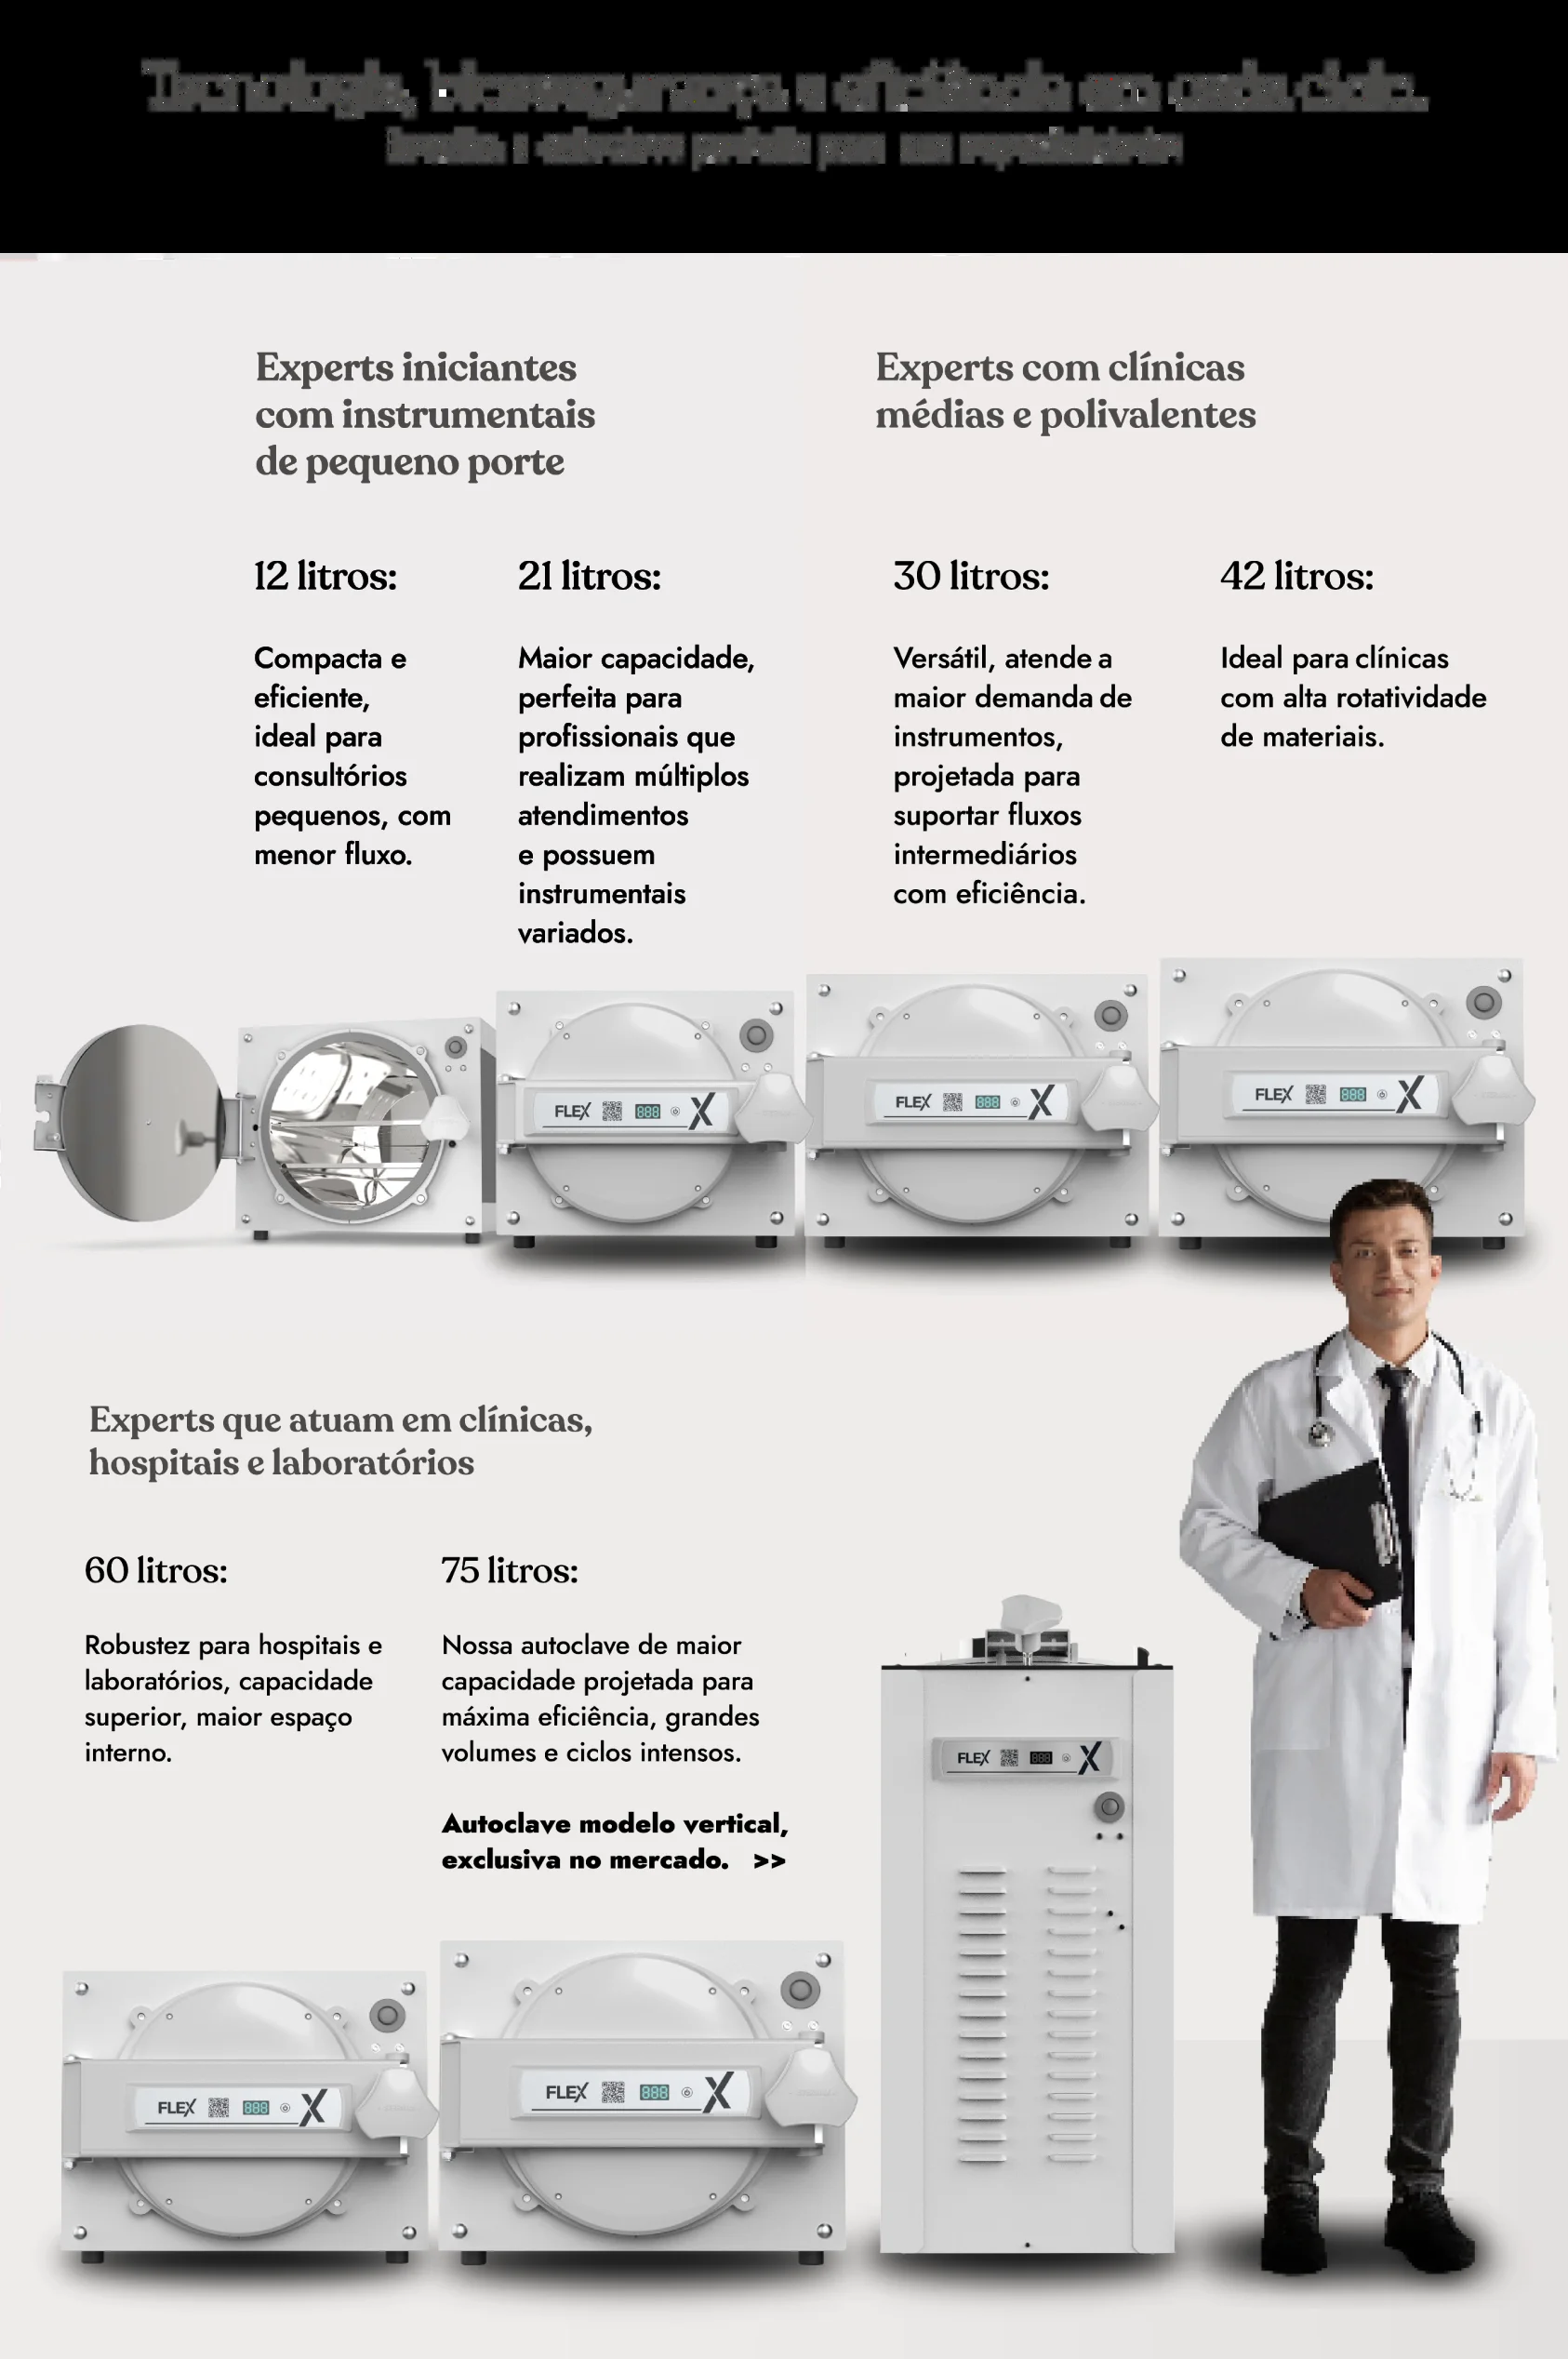 Tecnologia, biossegurança e eficiência em cada ciclo.
Experts iniciantes
com instrumentais
de pequeno porte
Experts com clínicas
médias e polivalentes
12 litros:
Compacta e
eficiente,
ideal para
consultórios
pequenos, com
menor fluxo.
21 litros:
Maior capacidade,
perfeita para
profissionais que
realizam múltiplos
atendimentos
e possuem
instrumentais
variados.
30 litros:
Versátil, atende a
maior demanda de
instrumentos,
projetada para
suportar fluxos
intermediários
com eficiência.
42 litros:
Ideal para clínicas
com alta rotatividade
de materiais.
FLEX 888 X
FLEX 888 X
FLEX 888 X
Experts que atuam em clínicas,
hospitais e laboratórios
60 litros:
Robustez para hospitais e
laboratórios, capacidade
superior, maior espaço
interno.
75 litros:
Nossa autoclave de maior
capacidade projetada para
máxima eficiência, grandes
volumes e ciclos intensos.
Autoclave modelo vertical,
exclusiva no mercado. >>
FLEX 888 X
FLEX 888 X
FLEX 888 X